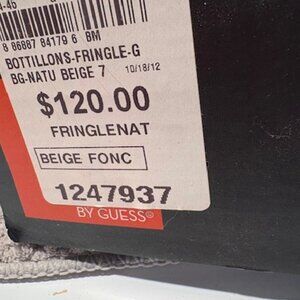 8 06887 84179 6 BM
BOTTILLONS-FRINGLE-G
BG-NATU BEIGE 7 10/18/12
$120.00
FRINGLENAT
BEIGE FONC
1247937
BY GUESS®